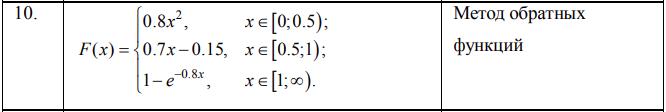 10.
F(x) = { 0.8x², x ∈ [0;0.5);
0.7x − 0.15, x ∈ [0.5;1);
1 − e^{−0.8x}, x ∈ [1;∞).
Метод обратных
функций